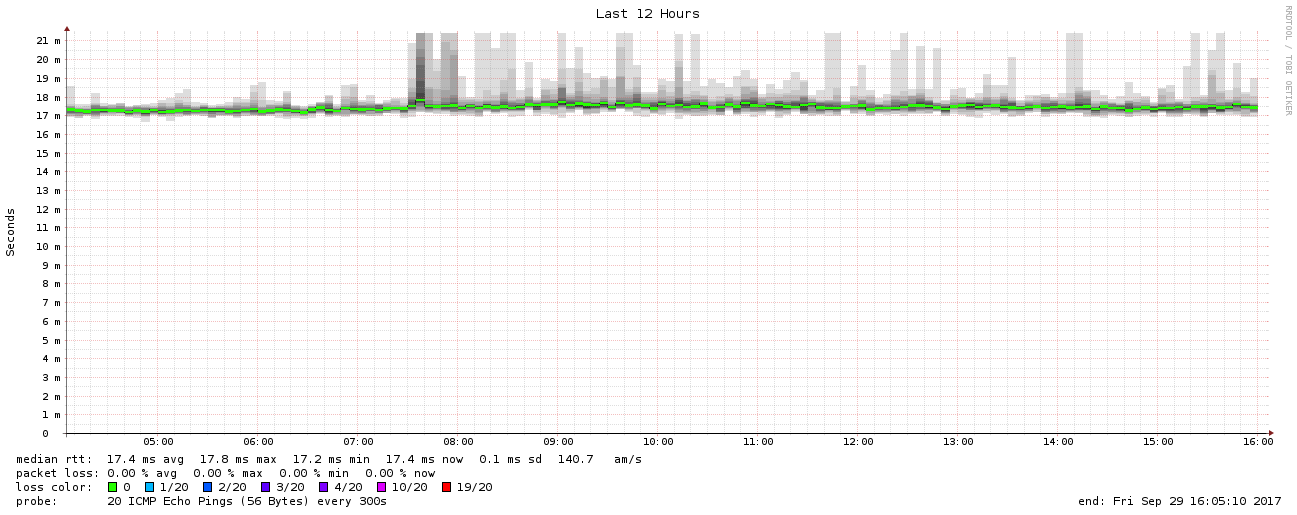 Last 12 Hours
RRDTOOL / TOBI OETIKER
21 m
20 m
19 m
18 m
17 m
16 m
15 m
14 m
13 m
12 m
11 m
10 m
9 m
8 m
7 m
6 m
5 m
4 m
3 m
2 m
1 m
0
Seconds
05:00 06:00 07:00 08:00 09:00 10:00 11:00 12:00 13:00 14:00 15:00 16:00
median rtt: 17.4 ms avg 17.8 ms max 17.2 ms min 17.4 ms now 0.1 ms sd 140.7 am/s
packet loss: 0.00 % avg 0.00 % max 0.00 % min 0.00 % now
loss color: 0 1/20 2/20 3/20 4/20 10/20 19/20
probe: 20 ICMP Echo Pings (56 Bytes) every 300s end: Fri Sep 29 16:05:10 2017